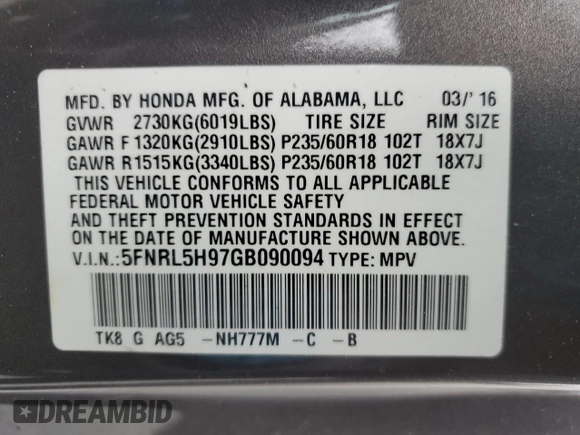 MFD. BY HONDA MFG. OF ALABAMA, LLC 03/'16
GVWR 2730KG(6019LBS) TIRE SIZE RIM SIZE
GAWR F 1320KG(2910LBS) P235/60R18 102T 18X7J
GAWR R1515KG(3340LBS) P235/60R18 102T 18X7J
THIS VEHICLE CONFORMS TO ALL APPLICABLE
FEDERAL MOTOR VEHICLE SAFETY
AND THEFT PREVENTION STANDARDS IN EFFECT
ON THE DATE OF MANUFACTURE SHOWN ABOVE.
V.I.N.:5FNRL5H97GB090094 TYPE: MPV
TK8 G AG5 -NH777M -C -B
DREAMBID